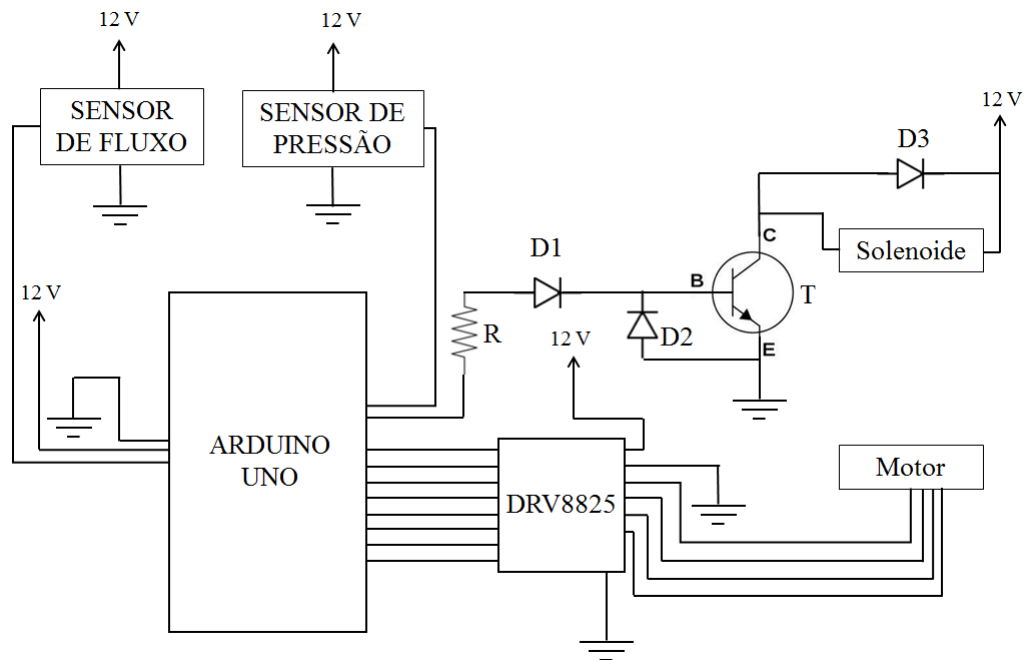 12 V
12 V
SENSOR
DE FLUXO
SENSOR DE
PRESSÃO
12 V
D3
C
Solenoide
D1
B
T
12 V
R
D2
12 V
E
ARDUINO
UNO
DRV8825
Motor